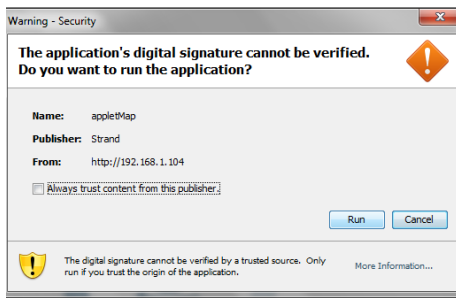 Warning - Security
The application's digital signature cannot be verified.
Do you want to run the application?
Name: appletMap
Publisher: Strand
From: http://192.168.1.104
Always trust content from this publisher.
Run Cancel
The digital signature cannot be verified by a trusted source. Only
run if you trust the origin of the application.
More Information...